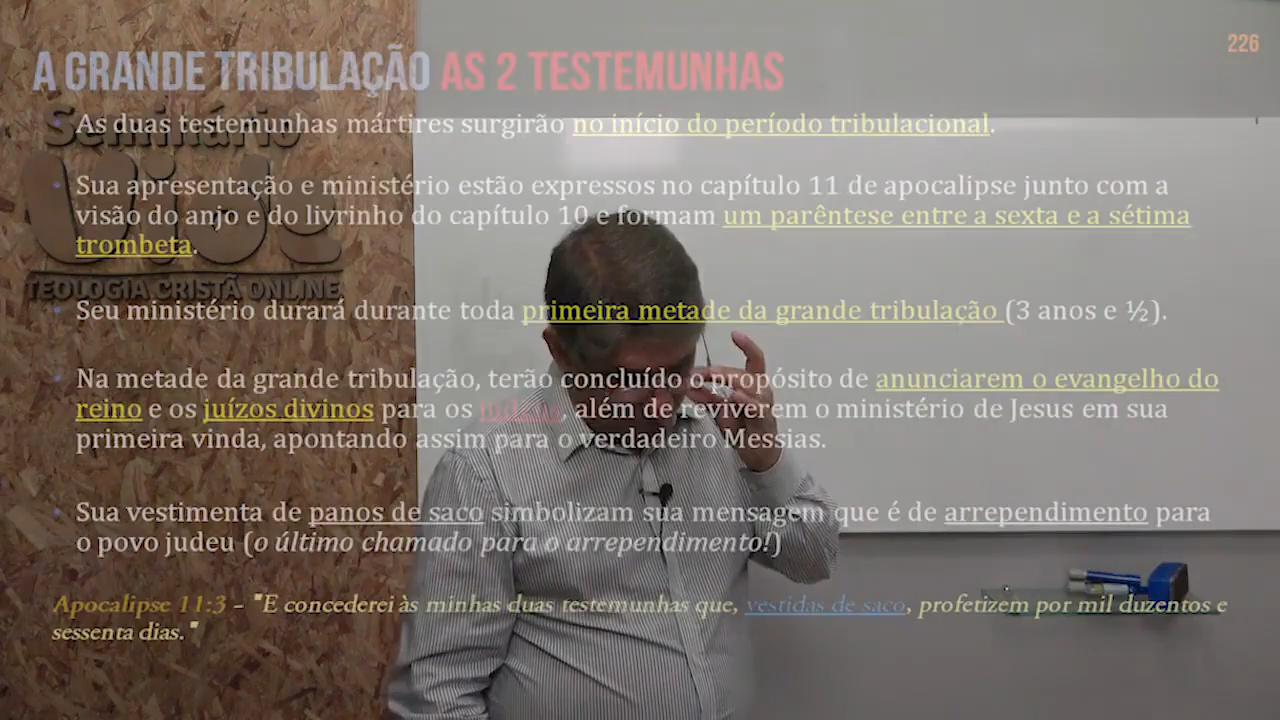 226
A GRANDE TRIBULAÇÃO AS 2 TESTEMUNHAS
Seminário
TEOLOGIA CRISTÃ ONLINE
• As duas testemunhas mártires surgirão no início do período tribulacional.
• Sua apresentação e ministério estão expressos no capítulo 11 de apocalipse junto com a
visão do anjo e do livrinho do capítulo 10 e formam um parêntese entre a sexta e a sétima
trombeta.
• Seu ministério durará durante toda primeira metade da grande tribulação (3 anos e ½).
• Na metade da grande tribulação, terão concluído o propósito de anunciarem o evangelho do
reino e os juízos divinos para os judeus, além de reviverem o ministério de Jesus em sua
primeira vinda, apontando assim para o verdadeiro Messias.
• Sua vestimenta de panos de saco simbolizam sua mensagem que é de arrependimento para
o povo judeu (o último chamado para o arrependimento!)
Apocalipse 11:3 – "E concederei às minhas duas testemunhas que, vestidas de saco, profetizem por mil duzentos e
sessenta dias."